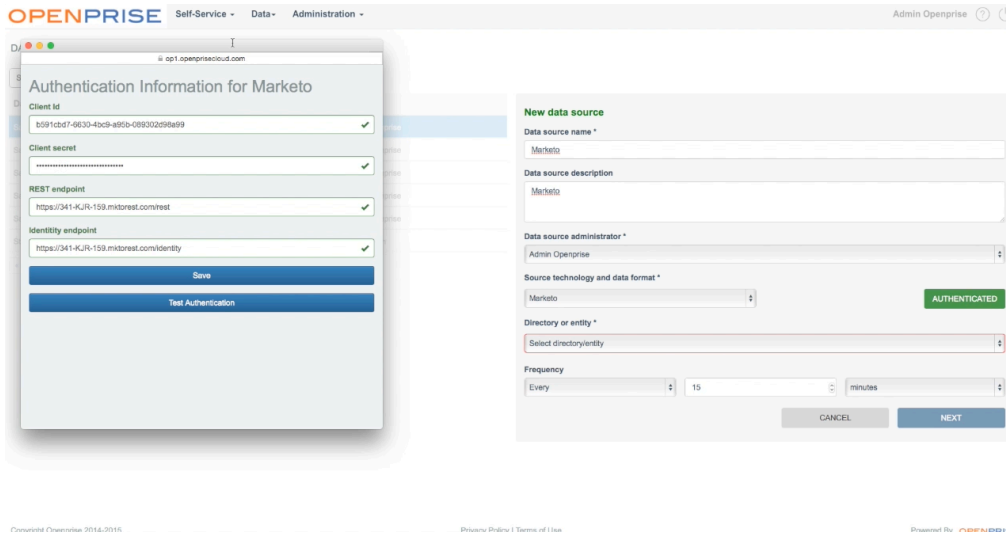 OPENPRISE Self-Service Data Administration Admin Openprise ?
op1.openprisecloud.com
Authentication Information for Marketo
Client Id
b591cbd7-6630-4bc9-a95b-089302d98a99
Client secret
REST endpoint
https://341-KJR-159.mktorest.com/rest
Identitity endpoint
https://341-KJR-159.mktorest.com/identity
Save
Test Authentication
New data source
Data source name *
Marketo
Data source description
Marketo
Data source administrator *
Admin Openprise
Source technology and data format *
Marketo AUTHENTICATED
Directory or entity *
Select directory/entity
Frequency
Every 15 minutes
CANCEL NEXT
Copyright Openprise 2014-2015 Privacy Policy | Terms of Use Powered By